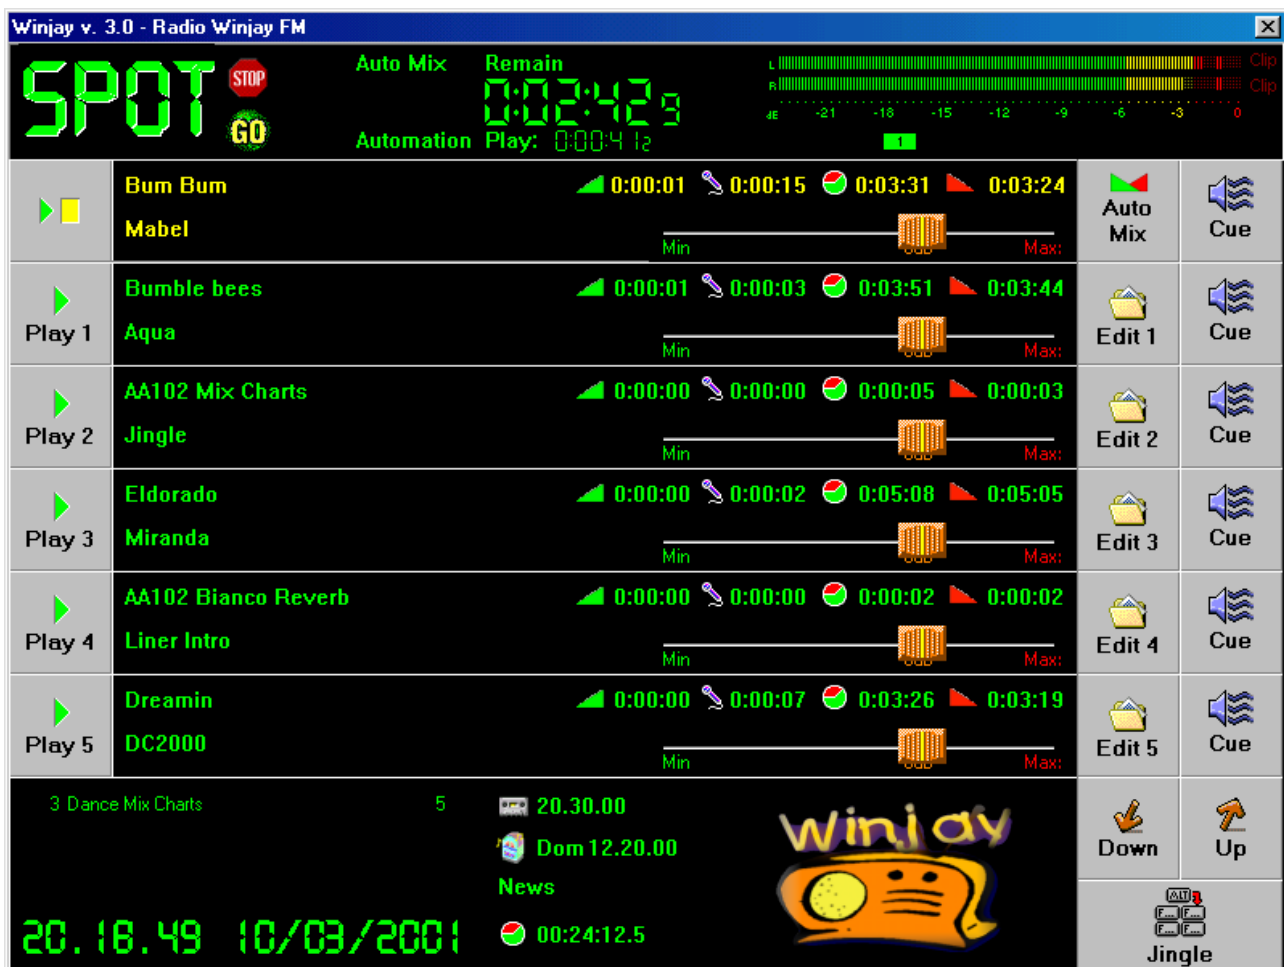 Winjay v. 3.0 - Radio Winjay FM
SPOT
STOP
GO
Auto Mix
Automation
Remain
0:02:42 9
Play: 0:00:41 2
L
R
Clip
Clip
dE -21 -18 -15 -12 -9 -6 -3 0
1
Bum Bum 0:00:01 0:00:15 0:03:31 0:03:24
Mabel
Min Max:
Auto Mix
Cue
Play 1
Bumble bees 0:00:01 0:00:03 0:03:51 0:03:44
Aqua
Min Max:
Edit 1
Cue
Play 2
AA102 Mix Charts 0:00:00 0:00:00 0:00:05 0:00:03
Jingle
Min Max:
Edit 2
Cue
Play 3
Eldorado 0:00:00 0:00:02 0:05:08 0:05:05
Miranda
Min Max:
Edit 3
Cue
Play 4
AA102 Bianco Reverb 0:00:00 0:00:00 0:00:02 0:00:02
Liner Intro
Min Max:
Edit 4
Cue
Play 5
Dreamin 0:00:00 0:00:07 0:03:26 0:03:19
DC2000
Min Max:
Edit 5
Cue
3 Dance Mix Charts 5
20.30.00
Dom 12.20.00
News
00:24:12.5
20.18.49 10/03/2001
Winjay
Down
Up
ALT
F... F...
F... F...
Jingle